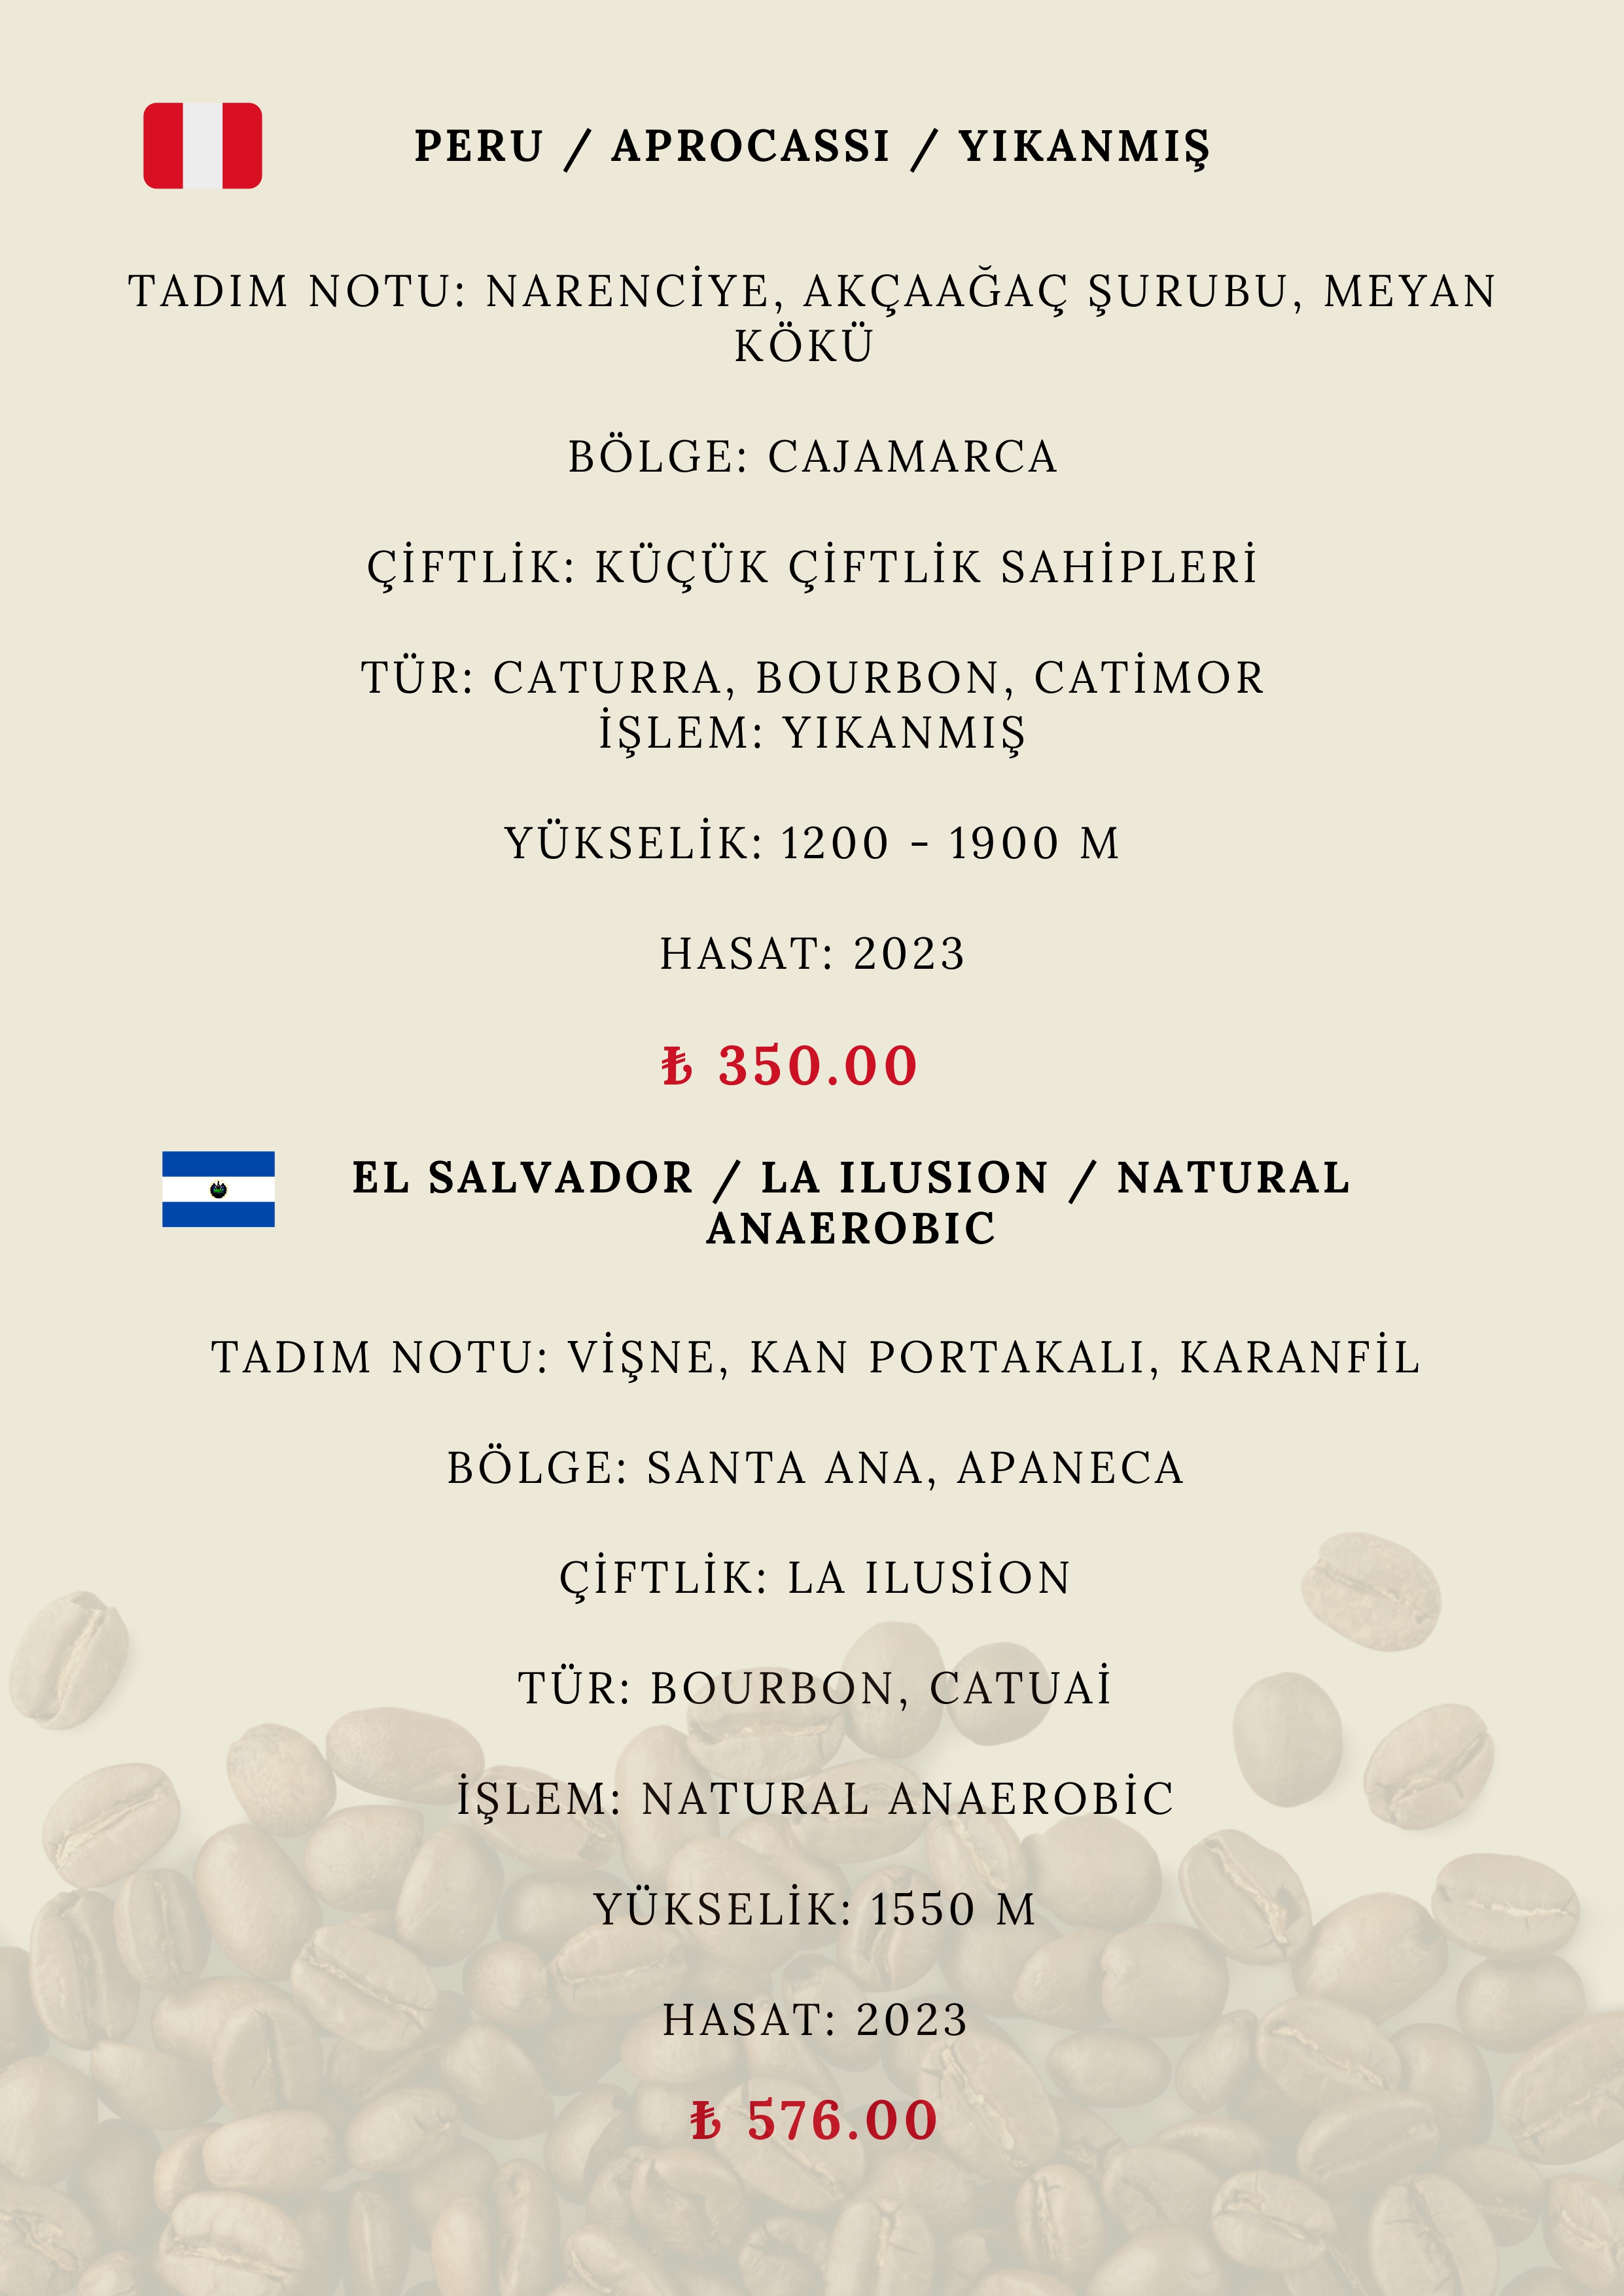 PERU / APROCASSI / YIKANMIŞ
TADIM NOTU: NARENCİYE, AKÇAAĞAÇ ŞURUBU, MEYAN
KÖKÜ
BÖLGE: CAJAMARCA
ÇİFTLİK: KÜÇÜK ÇİFTLİK SAHİPLERİ
TÜR: CATURRA, BOURBON, CATİMOR
İŞLEM: YIKANMIŞ
YÜKSELİK: 1200 - 1900 M
HASAT: 2023
₺ 350.00
EL SALVADOR / LA ILUSION / NATURAL
ANAEROBIC
TADIM NOTU: VİŞNE, KAN PORTAKALI, KARANFİL
BÖLGE: SANTA ANA, APANECA
ÇİFTLİK: LA ILUSİON
TÜR: BOURBON, CATUAİ
İŞLEM: NATURAL ANAEROBİC
YÜKSELİK: 1550 M
HASAT: 2023
₺ 576.00